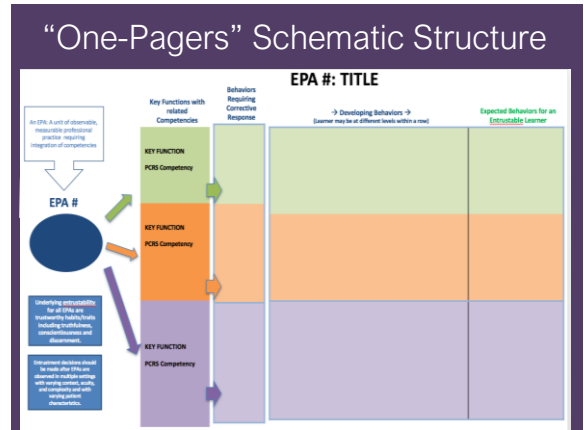 “One-Pagers” Schematic Structure
EPA #: TITLE
An EPA: A unit of observable,
measurable professional
practice requiring
integration of competencies
Key Functions with
related
Competencies
Behaviors
Requiring
Corrective
Response
→ Developing Behaviors →
(Learner may be at different levels within a row)
Expected Behaviors for an
Entrustable Learner
EPA #
KEY FUNCTION
PCRS Competency
KEY FUNCTION
PCRS Competency
KEY FUNCTION
PCRS Competency
Underlying entrustability
for all EPAs are
trustworthy habits/traits
including truthfulness,
conscientiousness and
discernment.
Entrustment decisions should
be made after EPAs are
observed in multiple settings
with varying context, acuity,
and complexity and with
varying patient
characteristics.